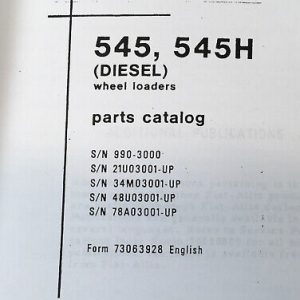 545, 545H
(DIESEL)
wheel loaders
parts catalog
S/N 990-3000
S/N 21U03001-UP
S/N 34M03001-UP
S/N 48U03001-UP
S/N 78A03001-UP
Form 73063928 English